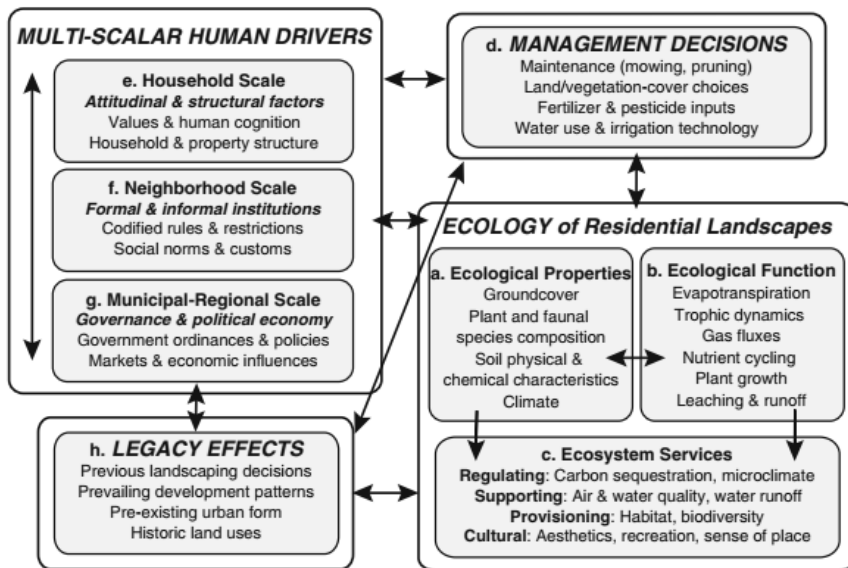 MULTI-SCALAR HUMAN DRIVERS
e. Household Scale
Attitudinal & structural factors
Values & human cognition
Household & property structure
f. Neighborhood Scale
Formal & informal institutions
Codified rules & restrictions
Social norms & customs
g. Municipal-Regional Scale
Governance & political economy
Government ordinances & policies
Markets & economic influences
h. LEGACY EFFECTS
Previous landscaping decisions
Prevailing development patterns
Pre-existing urban form
Historic land uses
d. MANAGEMENT DECISIONS
Maintenance (mowing, pruning)
Land/vegetation-cover choices
Fertilizer & pesticide inputs
Water use & irrigation technology
ECOLOGY of Residential Landscapes
a. Ecological Properties
Groundcover
Plant and faunal
species composition
Soil physical &
chemical characteristics
Climate
b. Ecological Function
Evapotranspiration
Trophic dynamics
Gas fluxes
Nutrient cycling
Plant growth
Leaching & runoff
c. Ecosystem Services
Regulating: Carbon sequestration, microclimate
Supporting: Air & water quality, water runoff
Provisioning: Habitat, biodiversity
Cultural: Aesthetics, recreation, sense of place